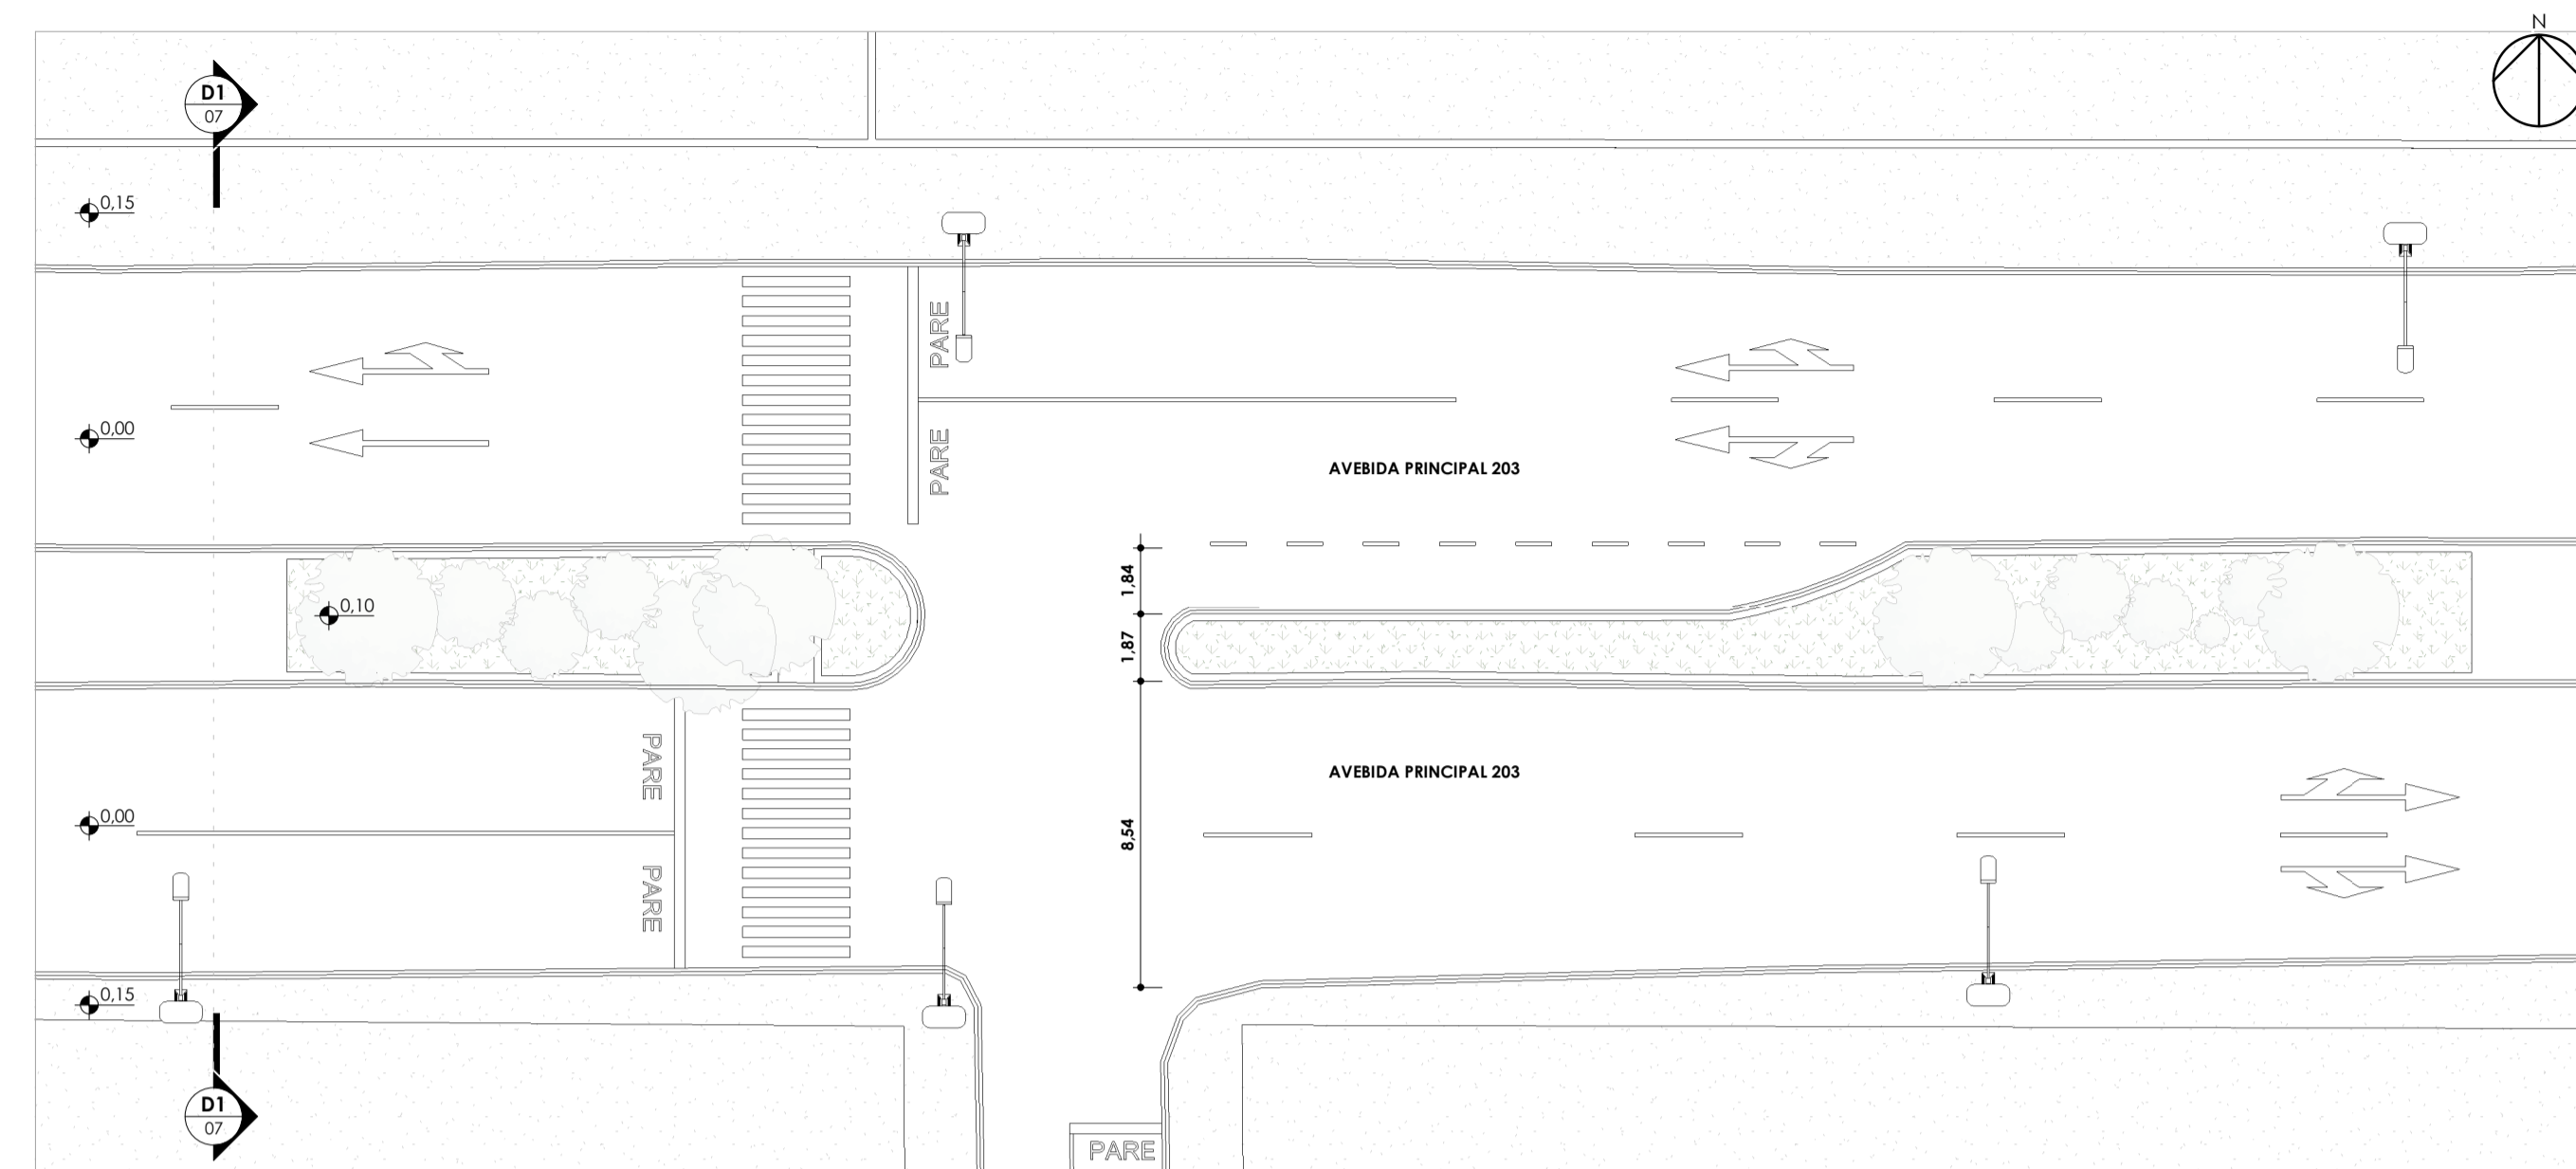 N
D1
07
0,15
PARE
0,00
PARE
AVEBIDA PRINCIPAL 203
1,84
0,10
1,87
PARE
AVEBIDA PRINCIPAL 203
0,00
8,54
PARE
0,15
D1
07
PARE